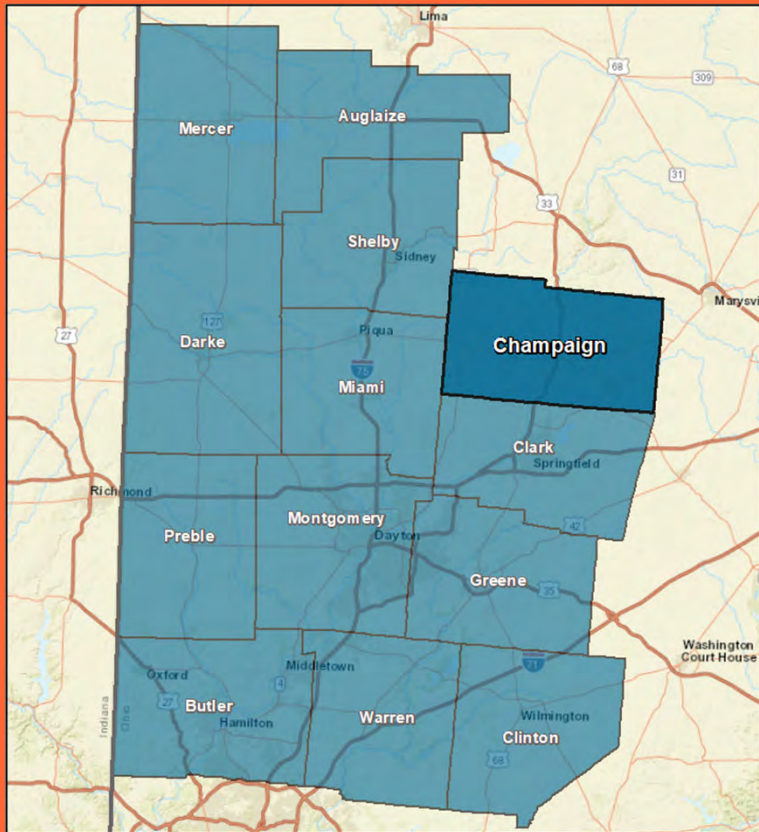 Lima
68
309
Mercer
Auglaize
31
33
Shelby
Sidney
Marysvi
Champaign
127
Piqua
27
Darke
75
Miami
Clark
Springfield
Richmond
Montgomery
42
Preble
Dayton
Greene
35
Washington
Court House
Middletown
71
Oxford
4
27
Butler
Indiana
Ohio
Hamilton
Warren
Wilmington
Clinton
68